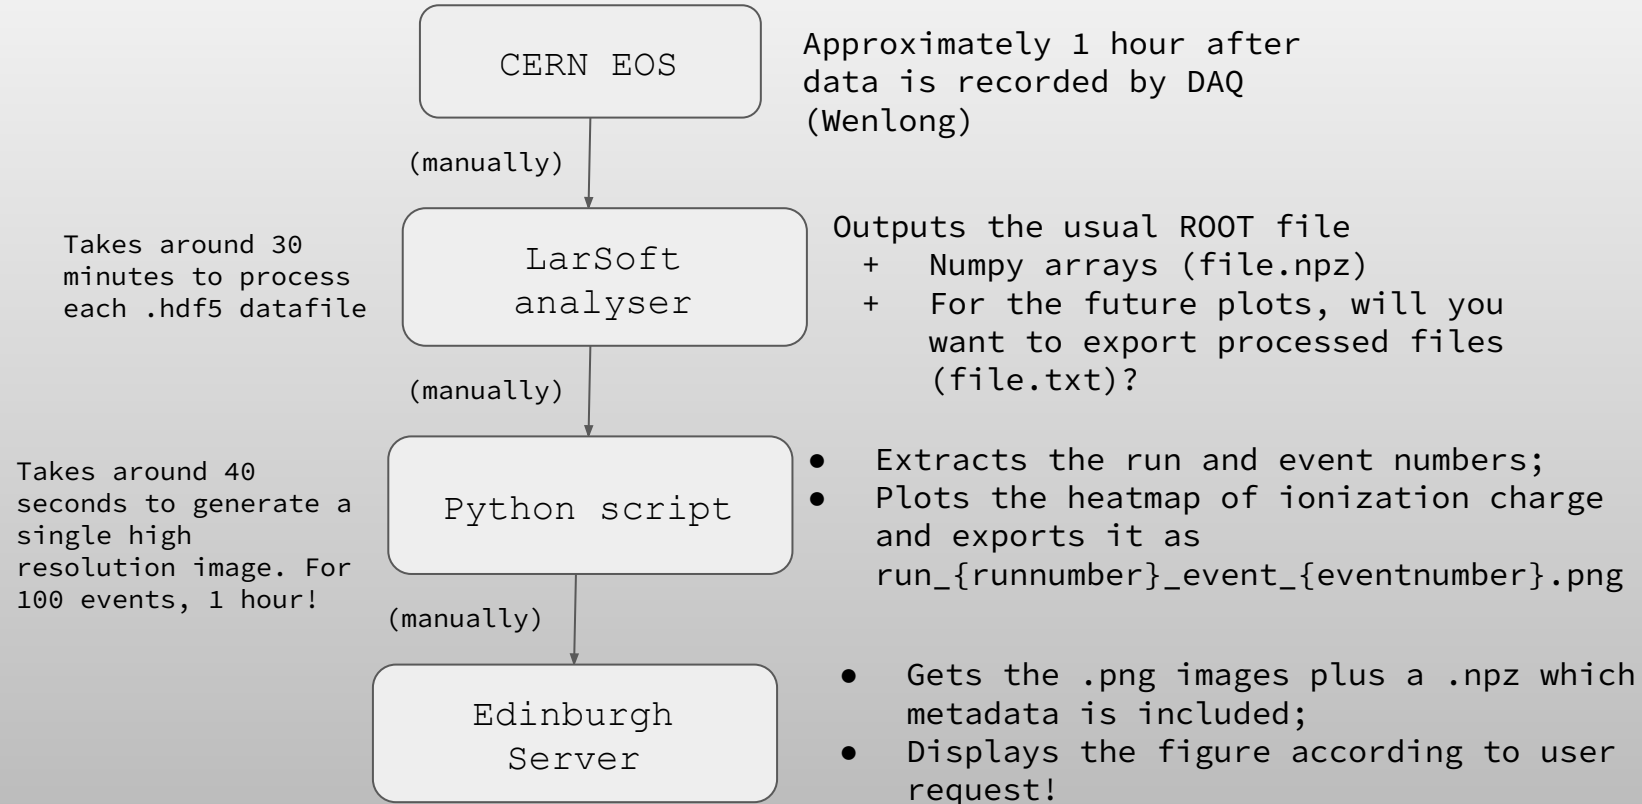 CERN EOS
Approximately 1 hour after
data is recorded by DAQ
(Wenlong)
(manually)
Takes around 30
minutes to process
each .hdf5 datafile
LarSoft
analyser
Outputs the usual ROOT file
+ Numpy arrays (file.npz)
+ For the future plots, will you
want to export processed files
(file.txt)?
(manually)
Takes around 40
seconds to generate a
single high
resolution image. For
100 events, 1 hour!
Python script
● Extracts the run and event numbers;
● Plots the heatmap of ionization charge
and exports it as
run_{runnumber}_event_{eventnumber}.png
(manually)
Edinburgh
Server
● Gets the .png images plus a .npz which
metadata is included;
● Displays the figure according to user
request!